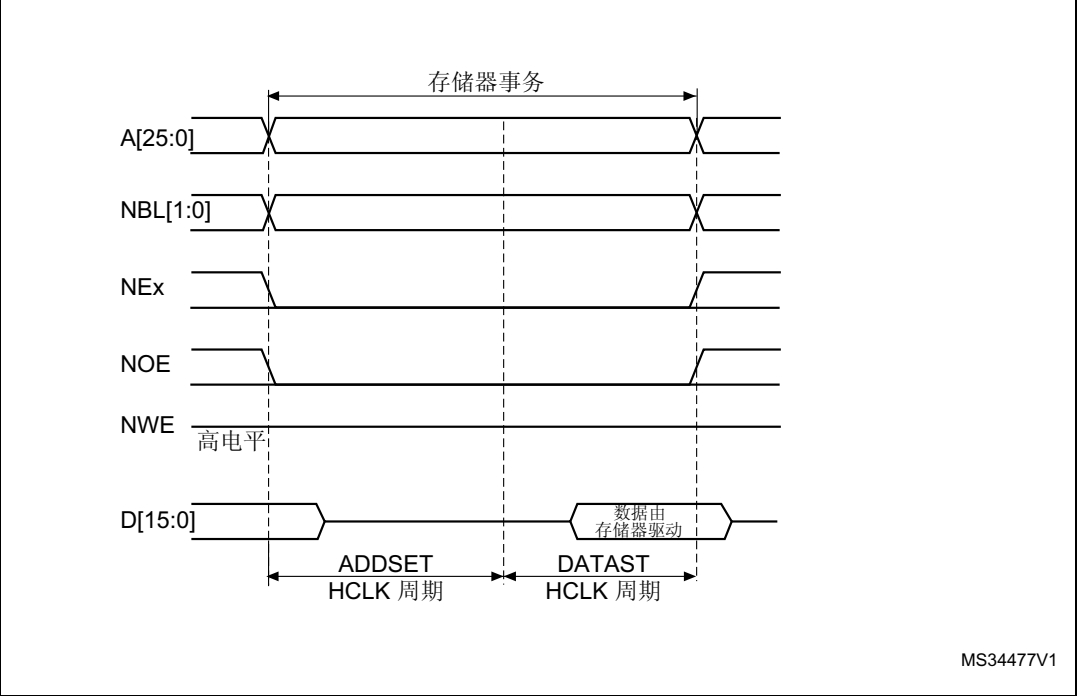 存储器事务
A[25:0]
NBL[1:0]
NEx
NOE
NWE
高电平
D[15:0]
数据由
存储器驱动
ADDSET
HCLK 周期
DATAST
HCLK 周期
MS34477V1